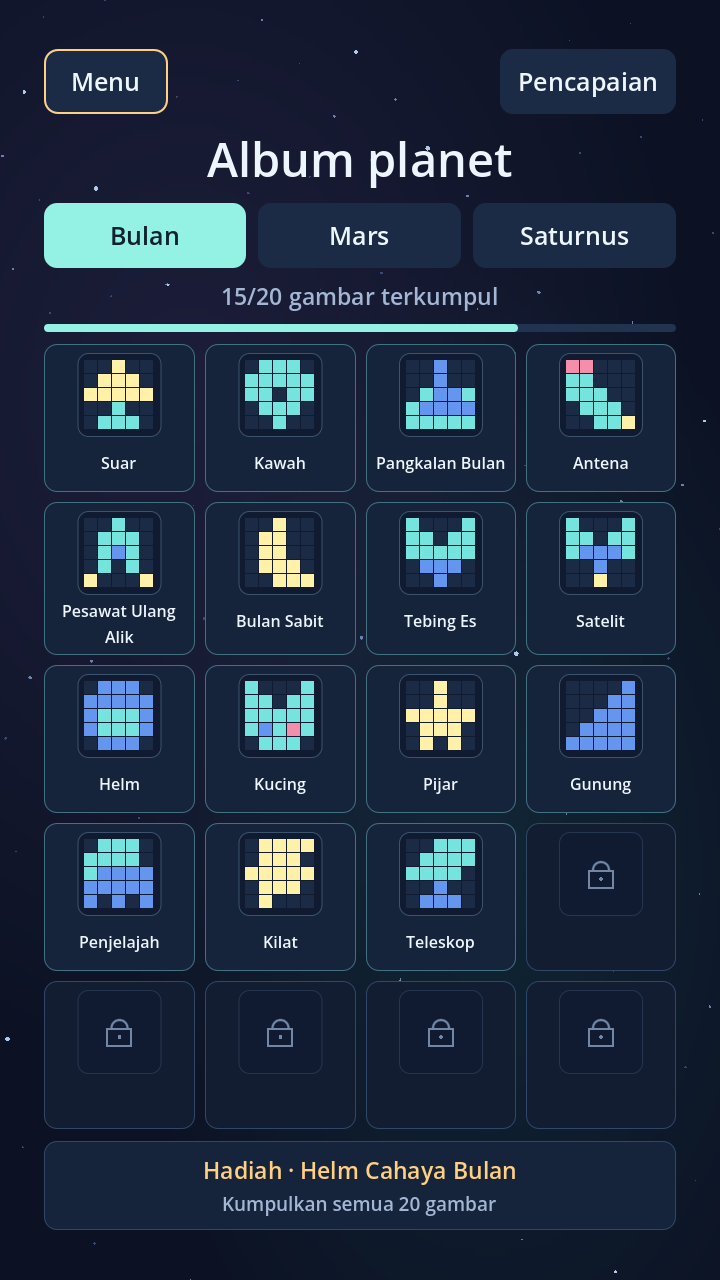 Menu
Pencapaian
Album planet
Bulan
Mars
Saturnus
15/20 gambar terkumpul
Suar
Kawah
Pangkalan Bulan
Antena
Pesawat Ulang
Alik
Bulan Sabit
Tebing Es
Satelit
Helm
Kucing
Pijar
Gunung
Penjelajah
Kilat
Teleskop
Hadiah · Helm Cahaya Bulan
Kumpulkan semua 20 gambar